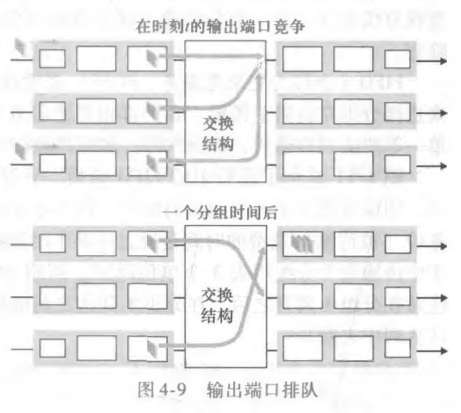 在时刻t的输出端口竞争
交换
结构
一个分组时间后
交换
结构
图4-9 输出端口排队